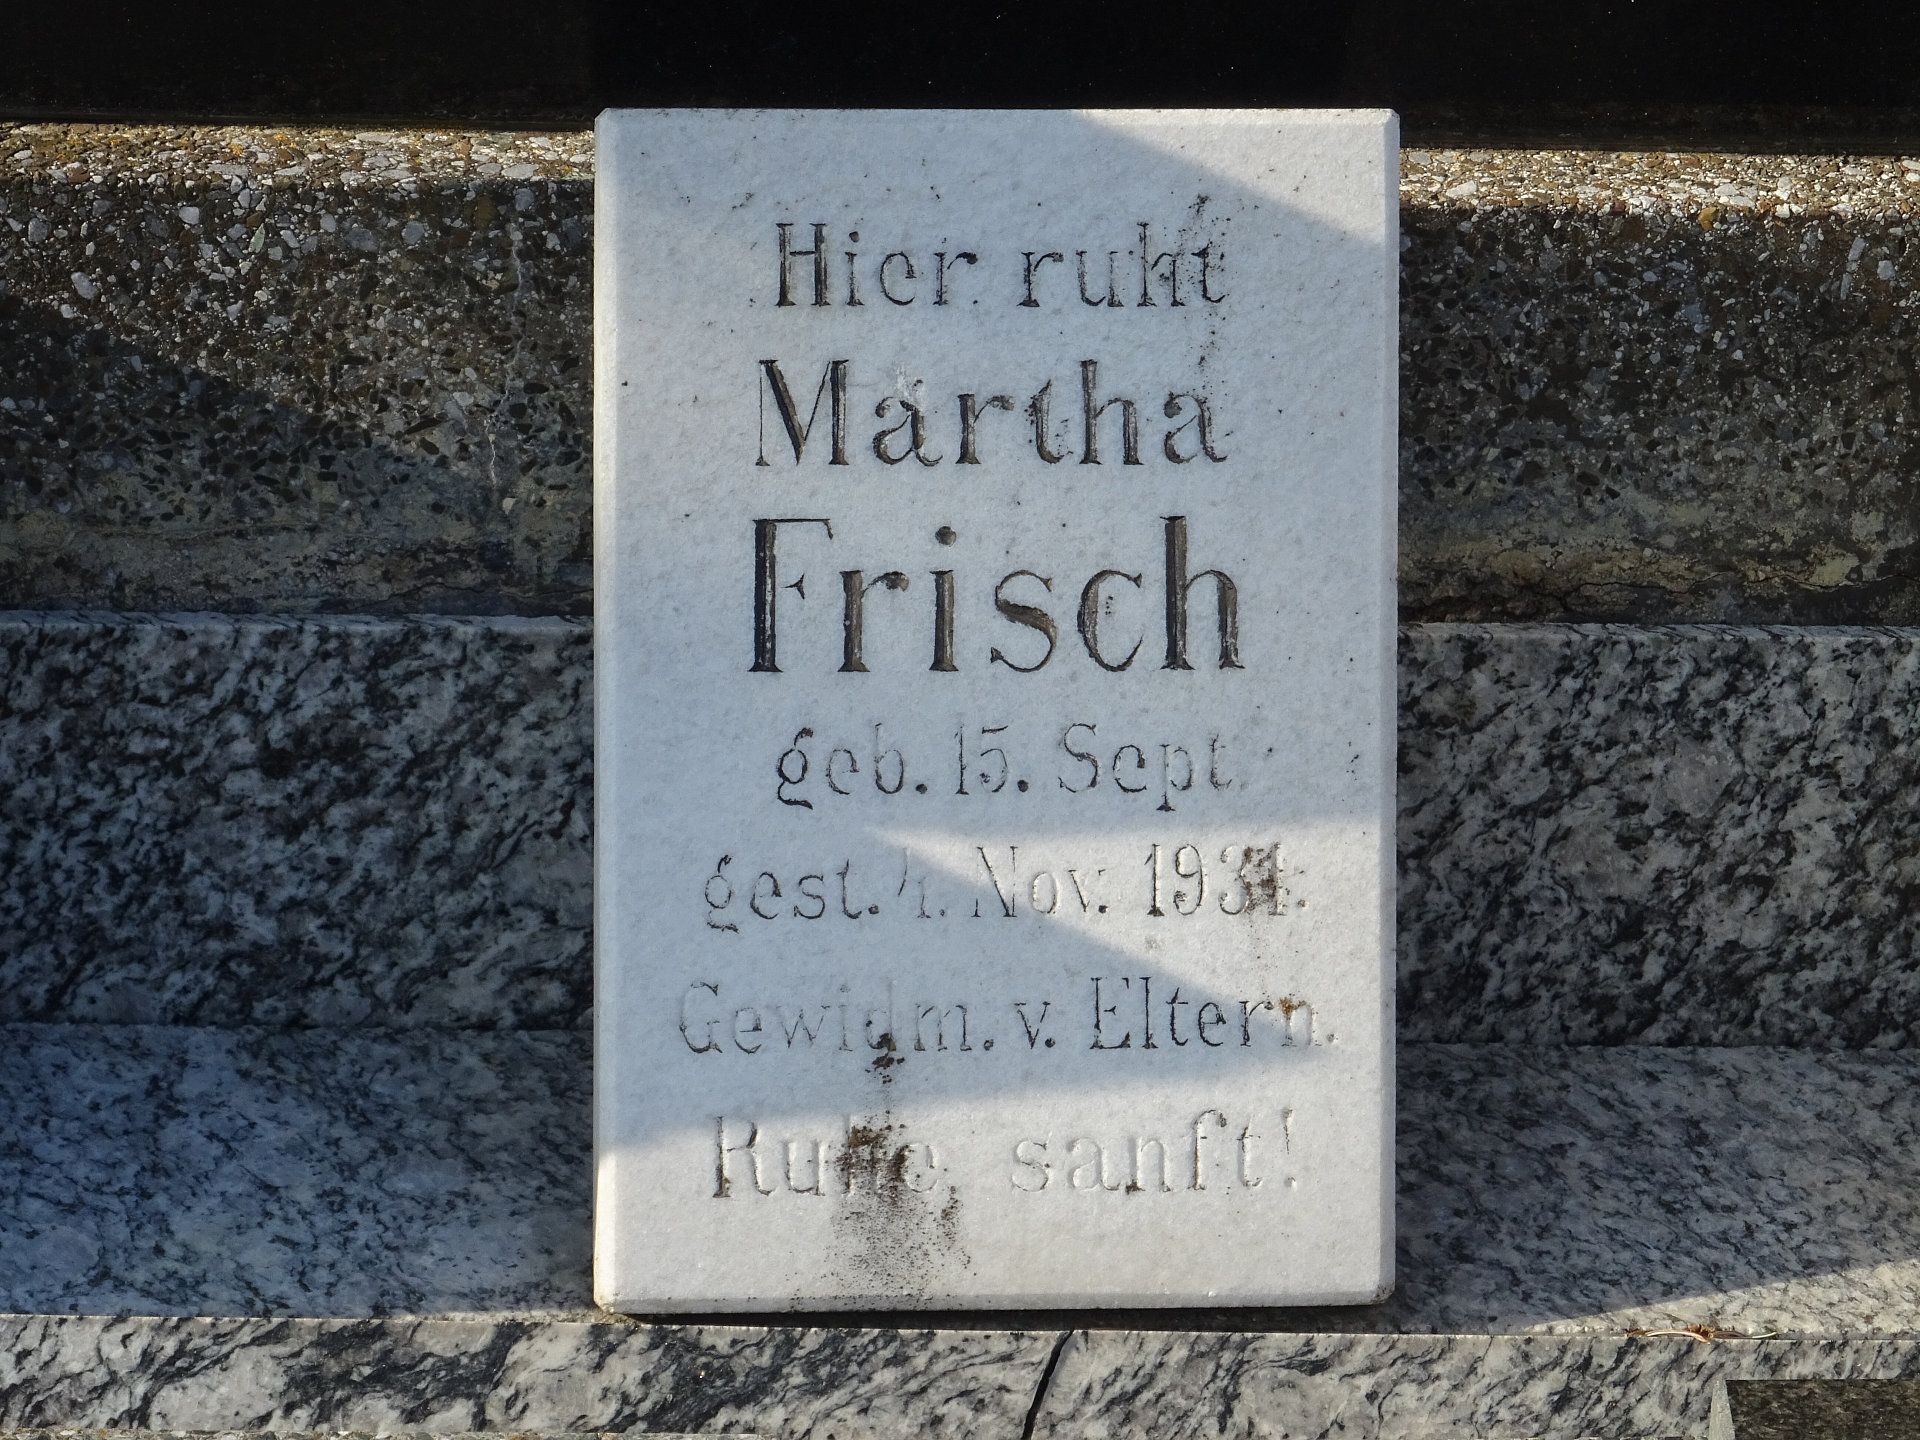 Hier ruht
Martha
Frisch
geb. 15. Sept.
gest. 4. Nov. 1931.
Gewidm. v. Eltern.
Ruhe sanft!